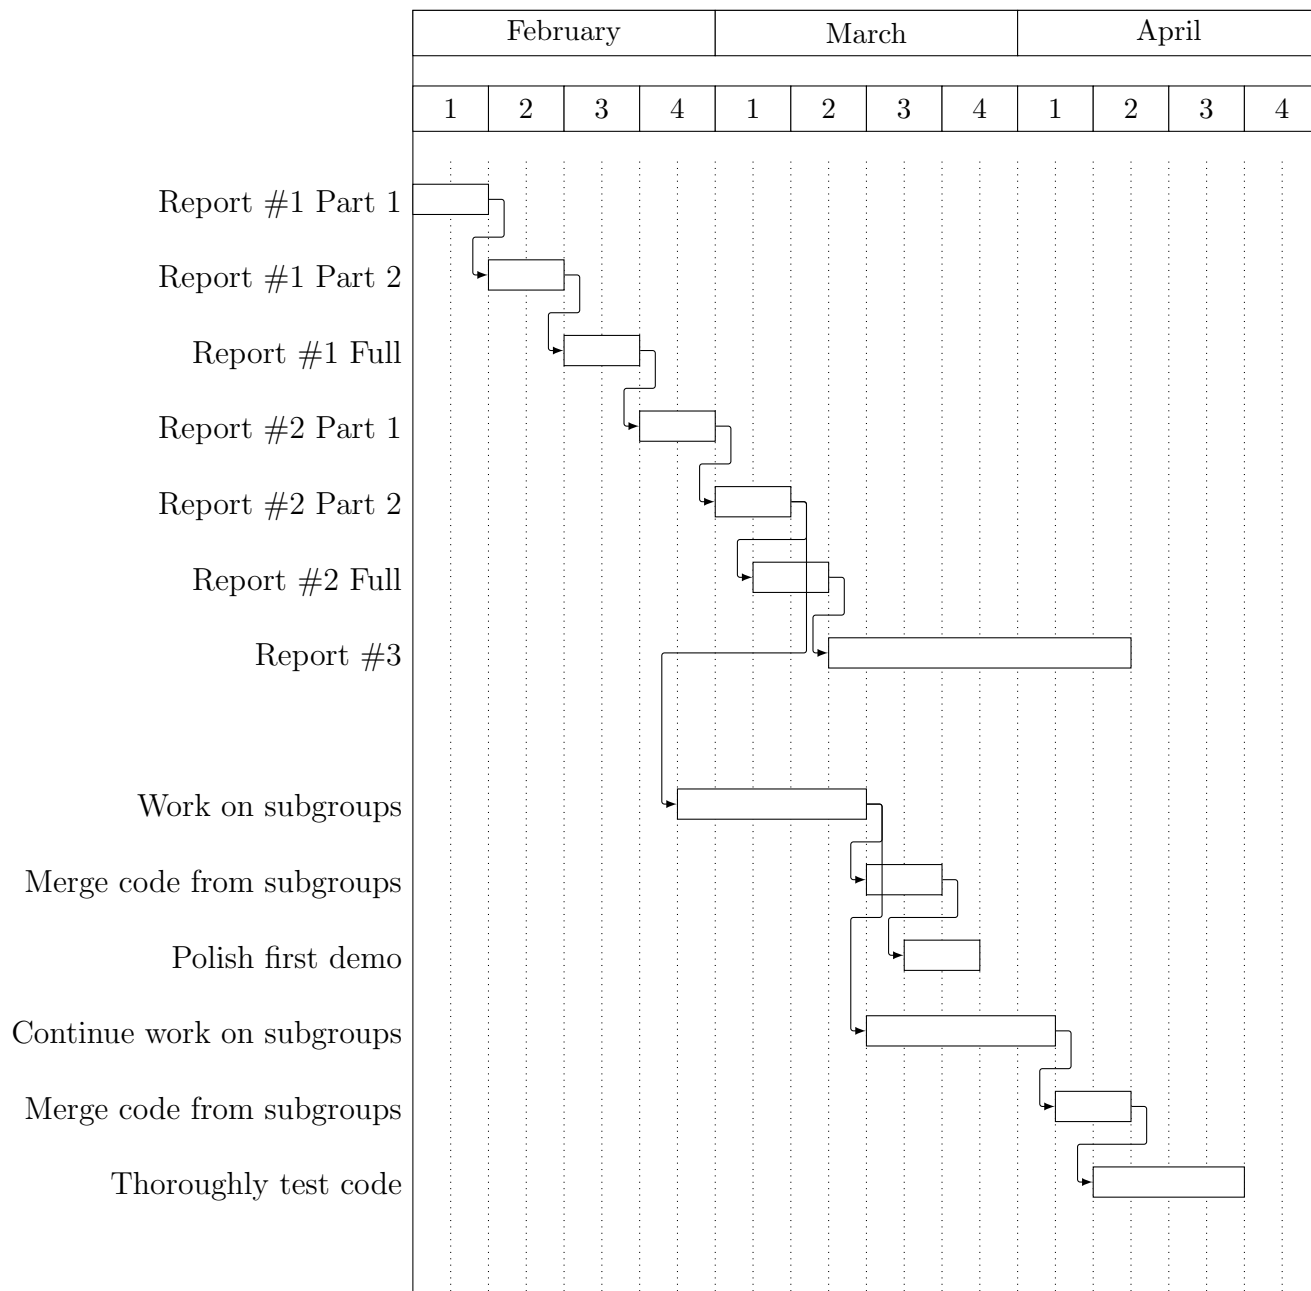 February March April
1 2 3 4 1 2 3 4 1 2 3 4
Report #1 Part 1
Report #1 Part 2
Report #1 Full
Report #2 Part 1
Report #2 Part 2
Report #2 Full
Report #3
Work on subgroups
Merge code from subgroups
Polish first demo
Continue work on subgroups
Merge code from subgroups
Thoroughly test code